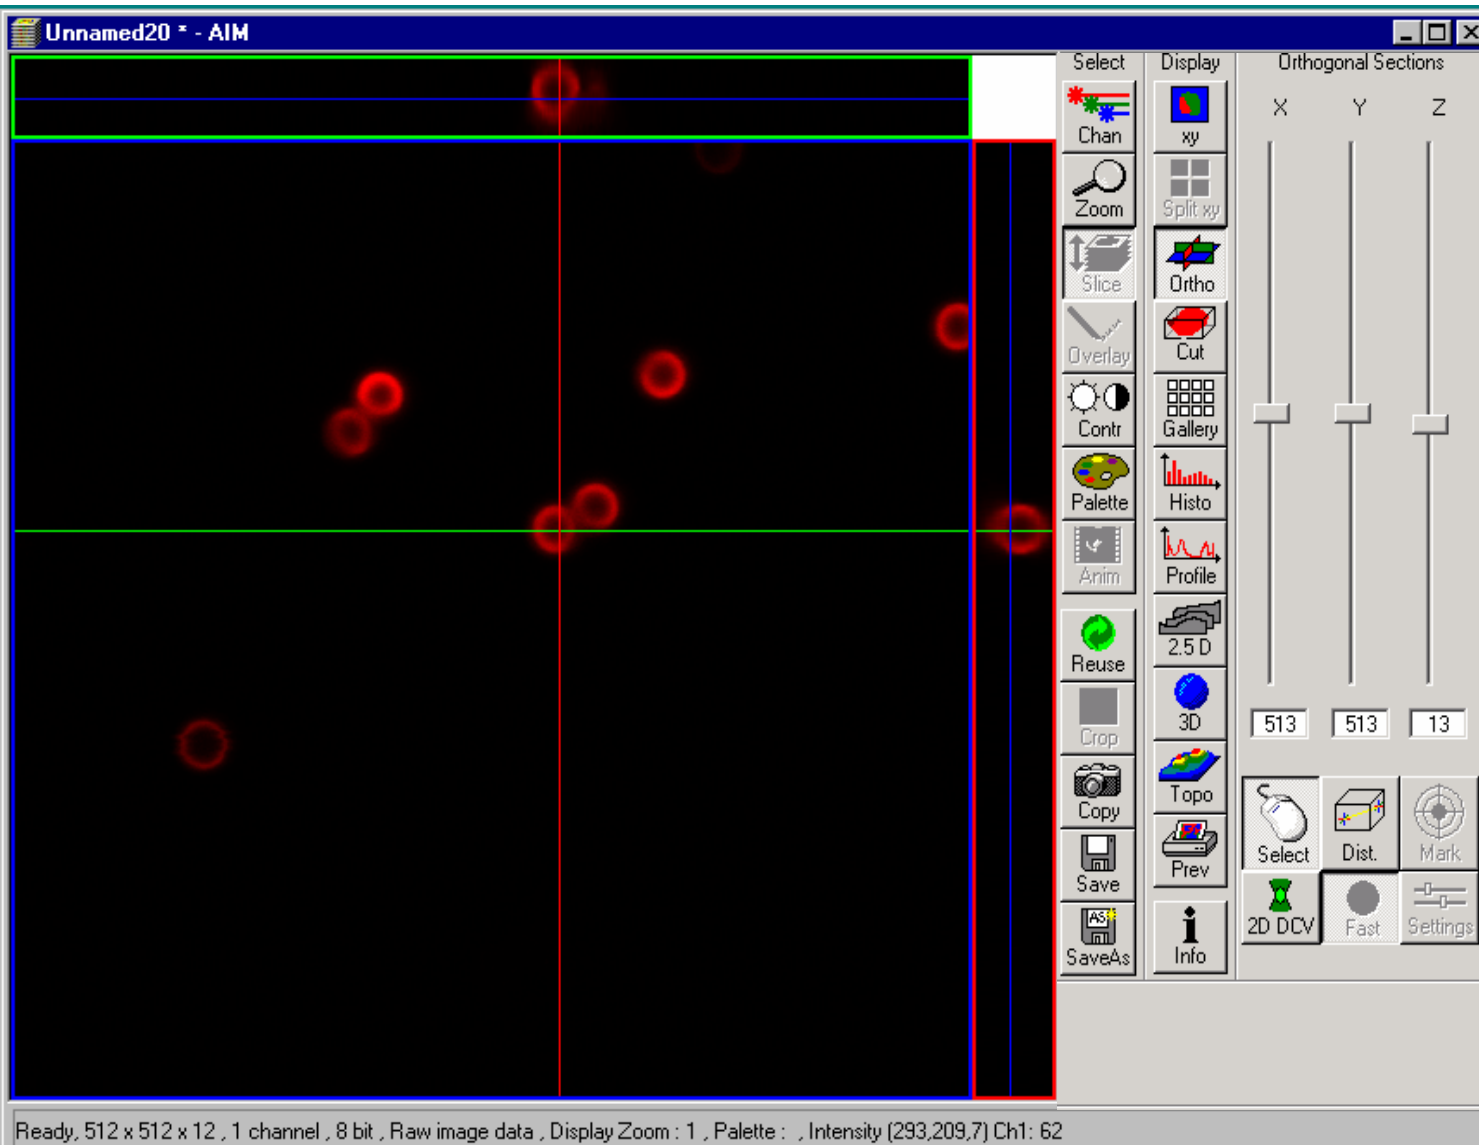 Unnamed20 * - AIM
Select
Display
Orthogonal Sections
X Y Z
Chan
xy
Zoom
Split xy
Slice
Ortho
Overlay
Cut
Contr
Gallery
Palette
Histo
Anim
Profile
Reuse
2.5 D
Crop
3D
513 513 13
Copy
Topo
Select Dist. Mark
Save
Prev
2D DCV Fast Settings
AS
SaveAs
Info
Ready, 512 x 512 x 12 , 1 channel , 8 bit , Raw image data , Display Zoom : 1 , Palette : , Intensity (293,209,7) Ch1: 62